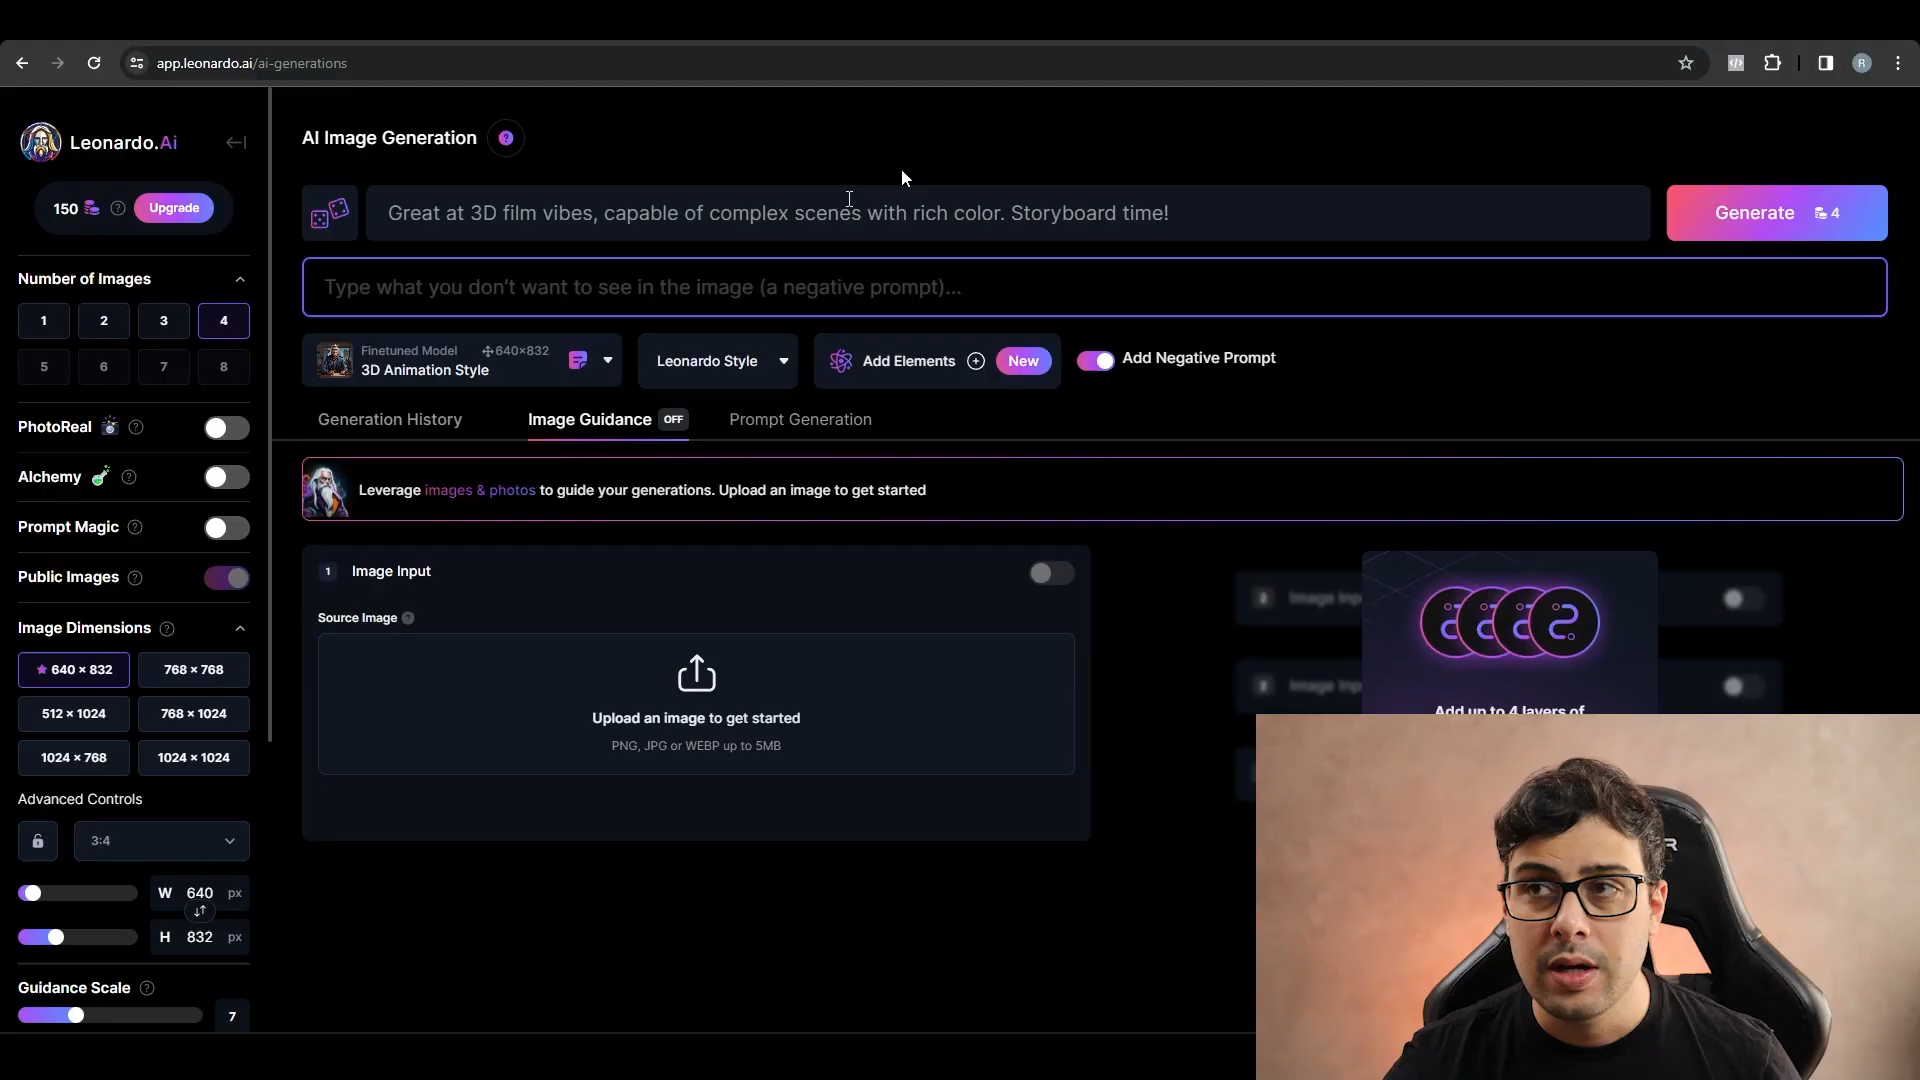 app.leonardo.ai/ai-generations
R
Leonardo.Ai
150 Upgrade
AI Image Generation
Great at 3D film vibes, capable of complex scenes with rich color. Storyboard time!
Generate 4
Type what you don't want to see in the image (a negative prompt)...
Finetuned Model 640×832
3D Animation Style
Leonardo Style
Add Elements New
Add Negative Prompt
Generation History
Image Guidance OFF
Prompt Generation
Leverage images & photos to guide your generations. Upload an image to get started
1 Image Input
Source Image
Upload an image to get started
PNG, JPG or WEBP up to 5MB
2 Image Inp
3 Image Inp
Add up to 4 layers of
Number of Images
1 2 3 4
5 6 7 8
PhotoReal
Alchemy
Prompt Magic
Public Images
Image Dimensions
640 × 832 768 × 768
512 × 1024 768 × 1024
1024 × 768 1024 × 1024
Advanced Controls
3:4
W 640 px
H 832 px
Guidance Scale
7
R